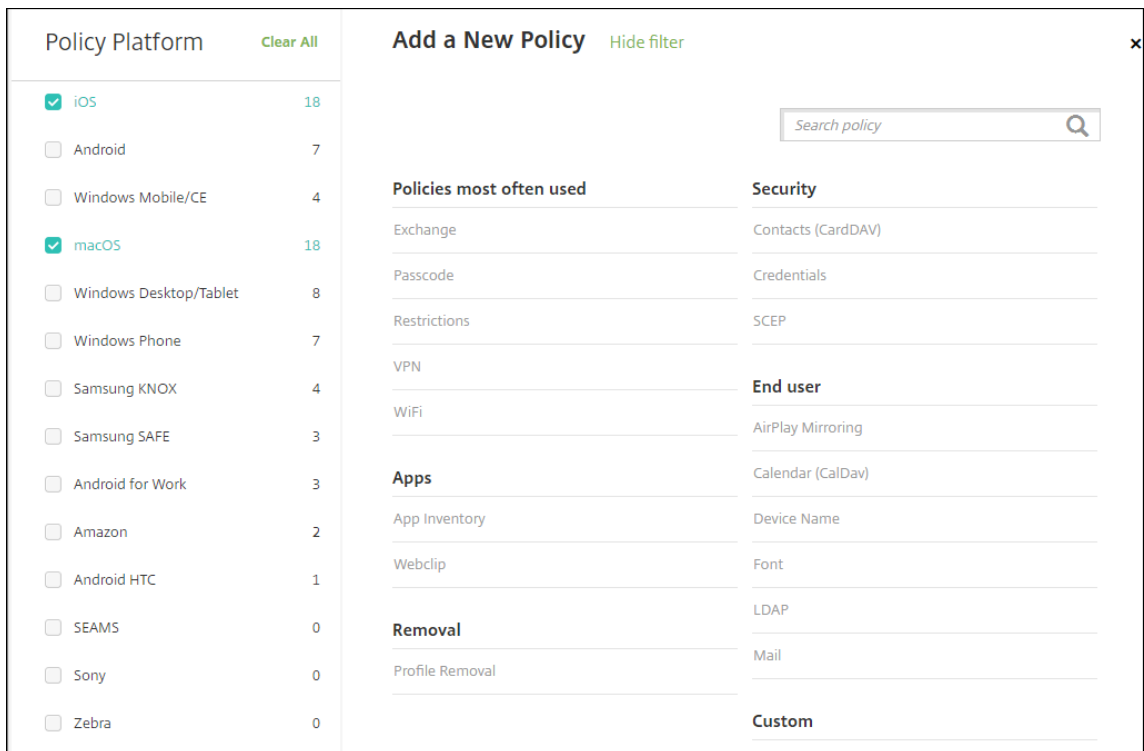 Policy Platform
Clear All
iOS 18
Android 7
Windows Mobile/CE 4
macOS 18
Windows Desktop/Tablet 8
Windows Phone 7
Samsung KNOX 4
Samsung SAFE 3
Android for Work 3
Amazon 2
Android HTC 1
SEAMS 0
Sony 0
Zebra 0
Add a New Policy
Hide filter
×
Search policy
Policies most often used
Exchange
Passcode
Restrictions
VPN
WiFi
Apps
App Inventory
Webclip
Removal
Profile Removal
Security
Contacts (CardDAV)
Credentials
SCEP
End user
AirPlay Mirroring
Calendar (CalDav)
Device Name
Font
LDAP
Mail
Custom